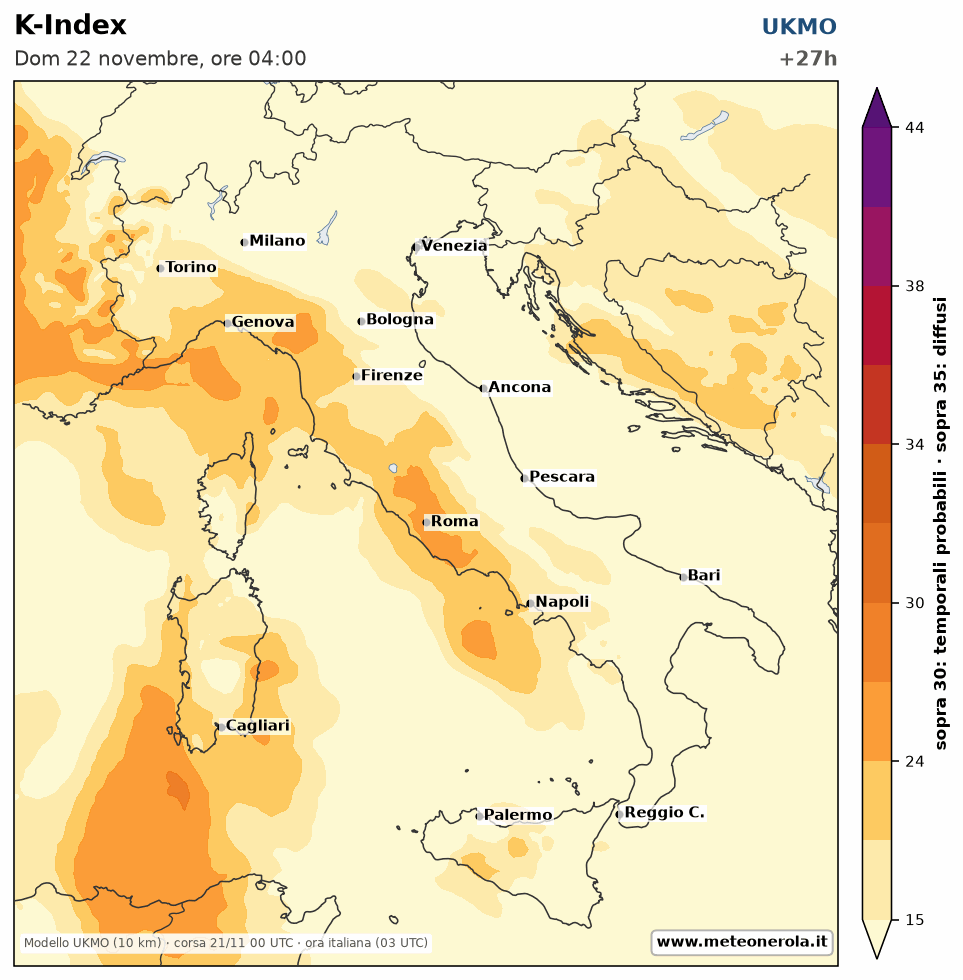 K-Index
UKMO
Dom 22 novembre, ore 04:00
+27h
Milano
Venezia
Torino
Genova
Bologna
Firenze
Ancona
Pescara
Roma
Bari
Napoli
Cagliari
Palermo
Reggio C.
44
38
34
30
24
15
sopra 30: temporali probabili · sopra 35: diffusi
Modello UKMO (10 km) · corsa 21/11 00 UTC · ora italiana (03 UTC)
www.meteonerola.it